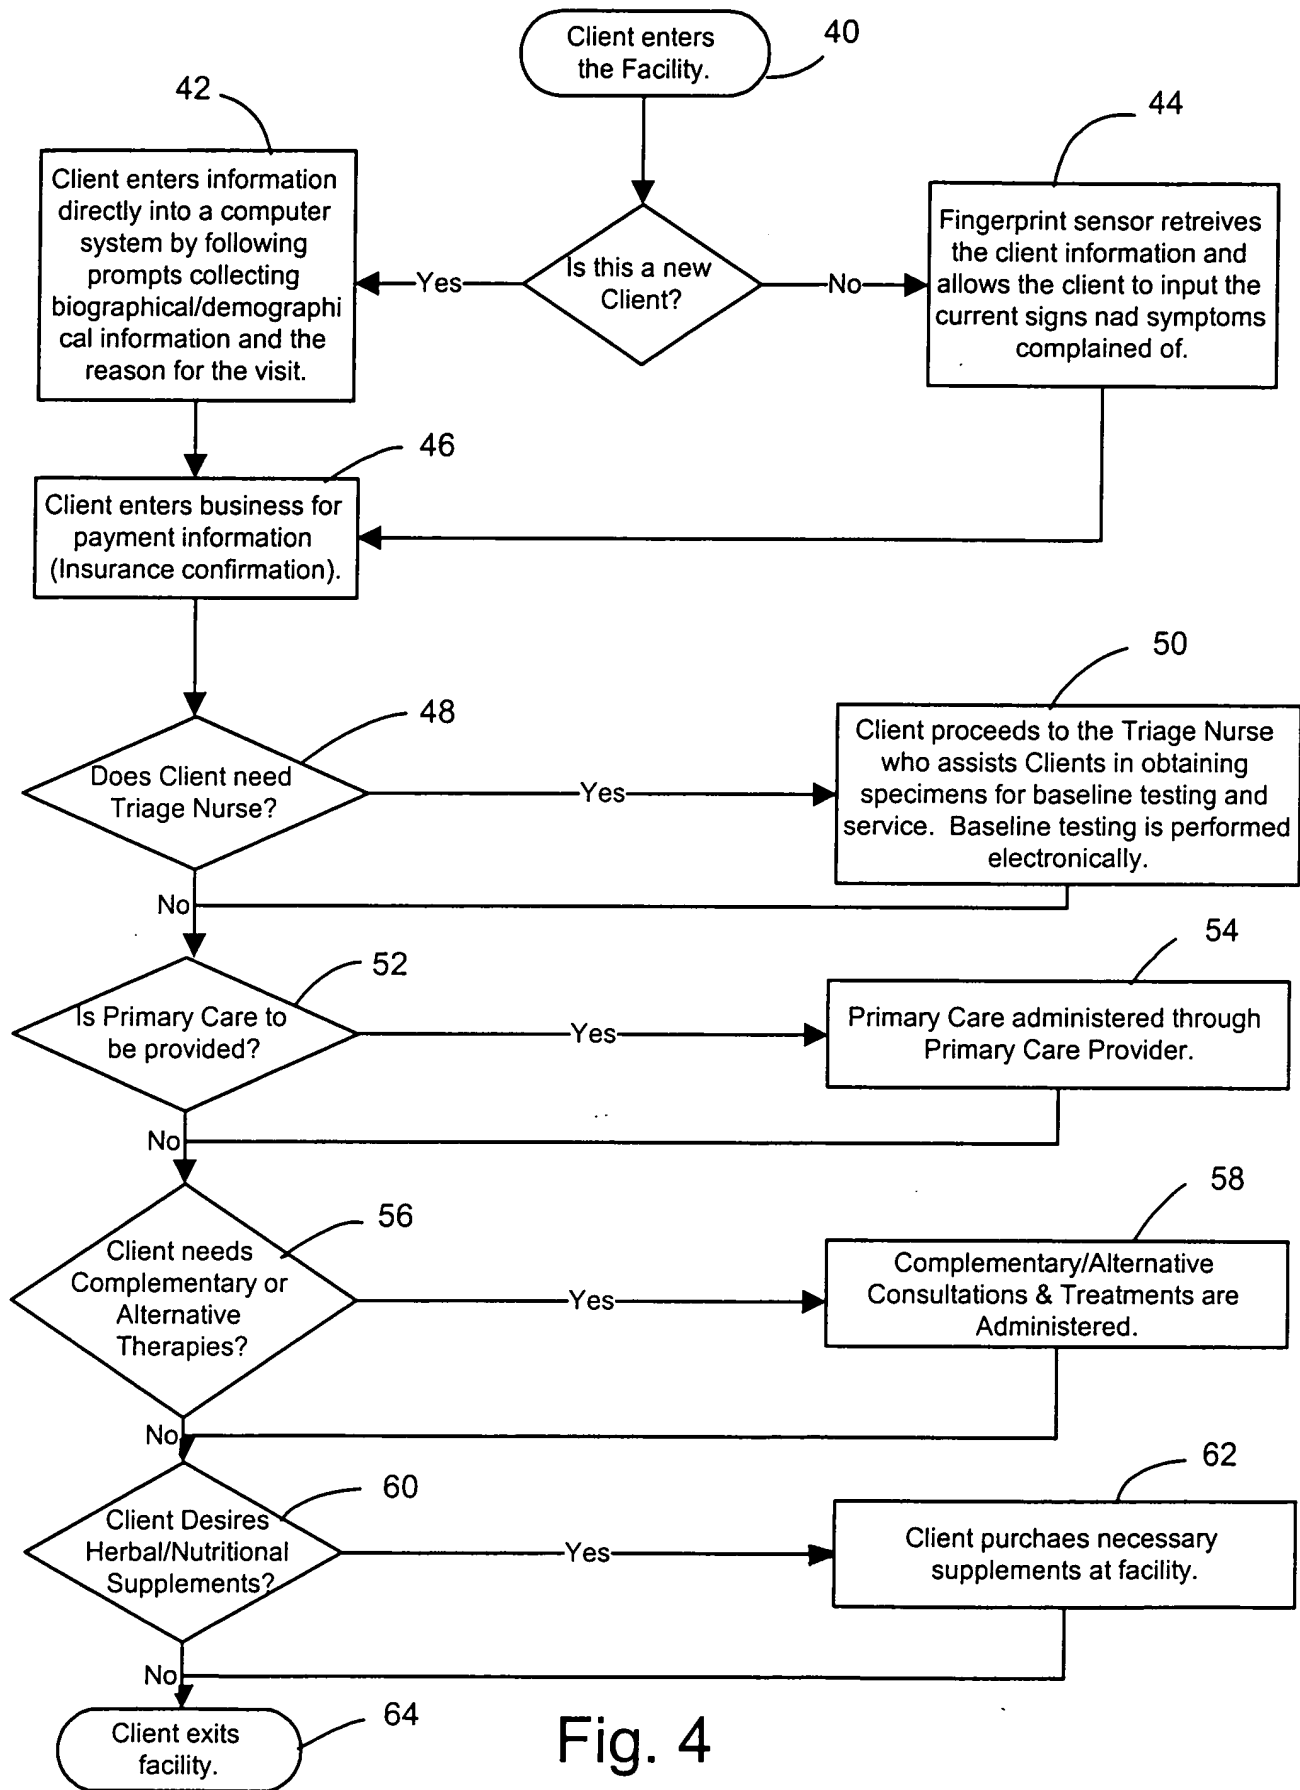 Client enters
the Facility.
40
42
44
Client enters information
directly into a computer
system by following
prompts collecting
biographical/demographi
cal information and the
reason for the visit.
Yes
Is this a new
Client?
No
Fingerprint sensor retreives
the client information and
allows the client to input the
current signs nad symptoms
complained of.
46
Client enters business for
payment information
(Insurance confirmation).
48
Does Client need
Triage Nurse?
Yes
50
Client proceeds to the Triage Nurse
who assists Clients in obtaining
specimens for baseline testing and
service. Baseline testing is performed
electronically.
No
52
Is Primary Care to
be provided?
Yes
54
Primary Care administered through
Primary Care Provider.
No
56
Client needs
Complementary or
Alternative
Therapies?
Yes
58
Complementary/Alternative
Consultations & Treatments are
Administered.
No
60
Client Desires
Herbal/Nutritional
Supplements?
Yes
62
Client purchaes necessary
supplements at facility.
No
64
Client exits
facility.
Fig. 4